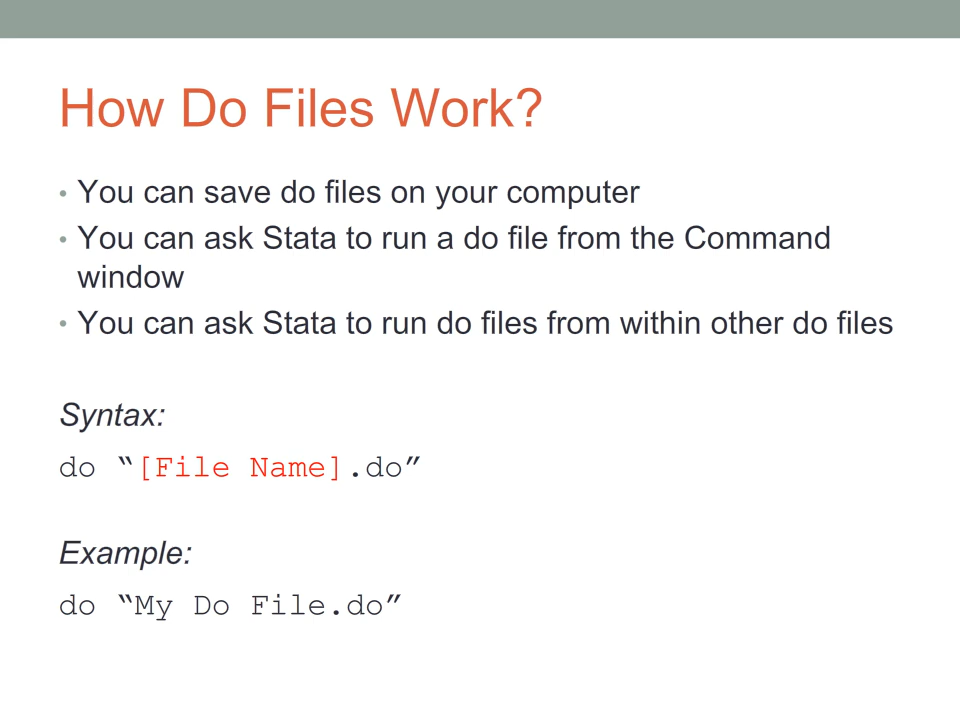 How Do Files Work?
• You can save do files on your computer
• You can ask Stata to run a do file from the Command
window
• You can ask Stata to run do files from within other do files
Syntax:
do “[File Name].do”
Example:
do “My Do File.do”